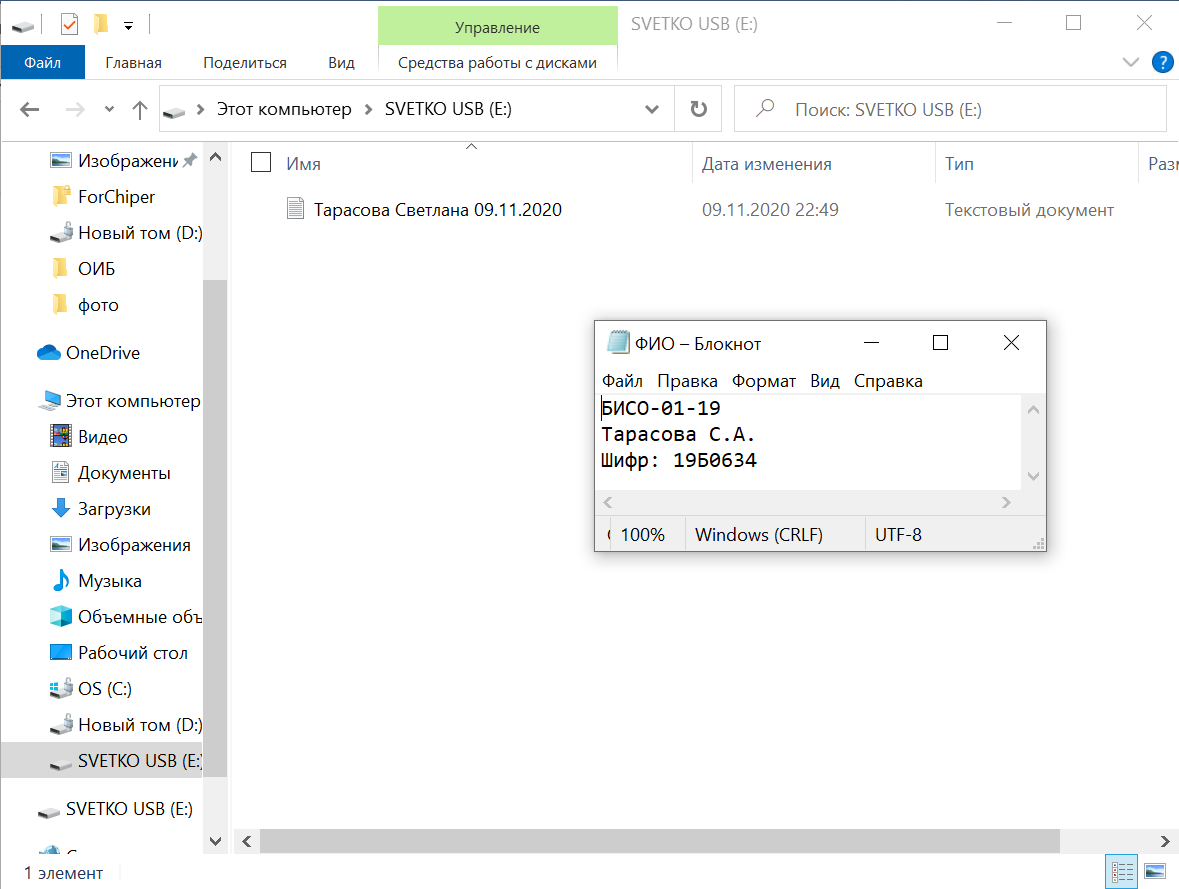 Управление
SVETKO USB (E:)
Файл
Главная
Поделиться
Вид
Средства работы с дисками
?
Этот компьютер
SVETKO USB (E:)
Поиск: SVETKO USB (E:)
Изображени
ForChiper
Новый том (D:)
ОИБ
фото
OneDrive
Этот компьютер
Видео
Документы
Загрузки
Изображения
Музыка
Объемные объ
Рабочий стол
OS (C:)
Новый том (D:)
SVETKO USB (E:)
SVETKO USB (E:)
Имя
Дата изменения
Тип
Разм
Тарасова Светлана 09.11.2020
09.11.2020 22:49
Текстовый документ
ФИО – Блокнот
Файл Правка Формат Вид Справка
БИСО-01-19
Тарасова С.А.
Шифр: 19Б0634
100%
Windows (CRLF)
UTF-8
1 элемент